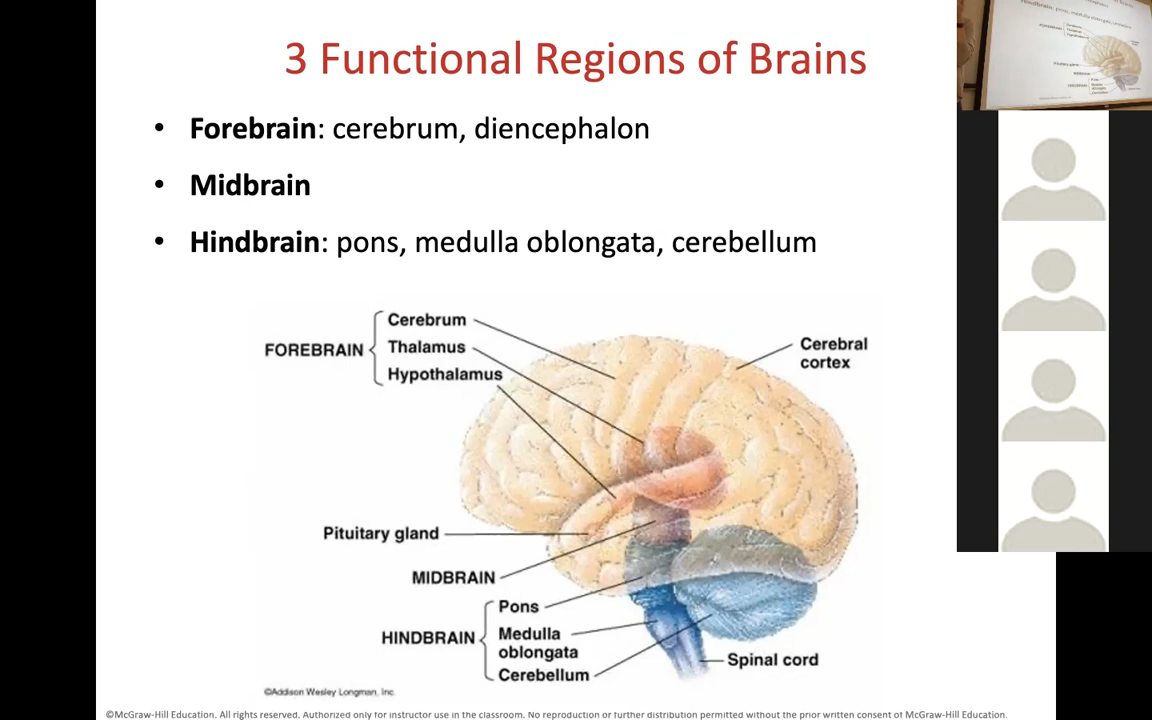 3 Functional Regions of Brains
• Forebrain: cerebrum, diencephalon
• Midbrain
• Hindbrain: pons, medulla oblongata, cerebellum
FOREBRAIN
Cerebrum
Thalamus
Hypothalamus
Cerebral
cortex
Pituitary gland
MIDBRAIN
HINDBRAIN
Pons
Medulla
oblongata
Cerebellum
Spinal cord
©Addison Wesley Longman, Inc.
©McGraw-Hill Education. All rights reserved. Authorized only for instructor use in the classroom. No reproduction or further distribution permitted without the prior written consent of McGraw-Hill Education.